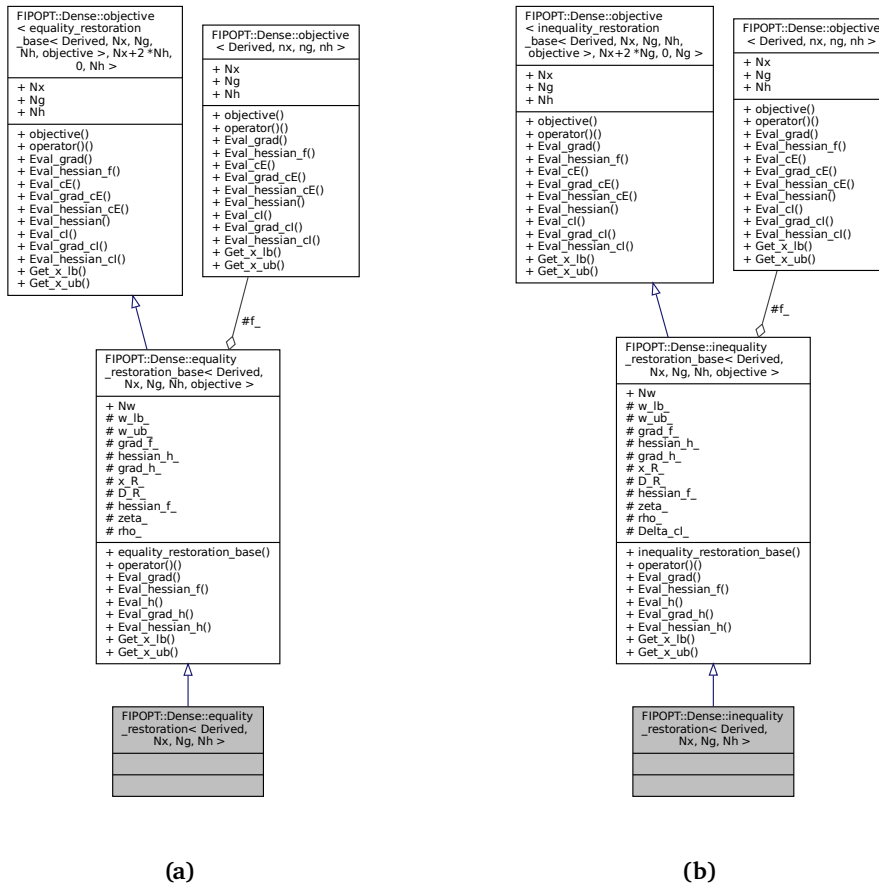 FIPOPT::Dense::objective
< equality_restoration
_base< Derived, Nx, Ng,
Nh, objective >, Nx+2 *Nh,
0, Nh >
+ Nx
+ Ng
+ Nh
+ objective()
+ operator()()
+ Eval_grad()
+ Eval_hessian_f()
+ Eval_cE()
+ Eval_grad_cE()
+ Eval_hessian_cE()
+ Eval_hessian()
+ Eval_cI()
+ Eval_grad_cI()
+ Eval_hessian_cI()
+ Get_x_lb()
+ Get_x_ub()
FIPOPT::Dense::objective
< Derived, nx, ng, nh >
+ Nx
+ Ng
+ Nh
+ objective()
+ operator()()
+ Eval_grad()
+ Eval_hessian_f()
+ Eval_cE()
+ Eval_grad_cE()
+ Eval_hessian_cE()
+ Eval_hessian()
+ Eval_cI()
+ Eval_grad_cI()
+ Eval_hessian_cI()
+ Get_x_lb()
+ Get_x_ub()
#f_
FIPOPT::Dense::equality
_restoration_base< Derived,
Nx, Ng, Nh, objective >
+ Nw
# w_lb_
# w_ub_
# grad_f_
# hessian_h_
# grad_h_
# x_R_
# D_R_
# hessian_f_
# zeta_
# rho_
+ equality_restoration_base()
+ operator()()
+ Eval_grad()
+ Eval_hessian_f()
+ Eval_h()
+ Eval_grad_h()
+ Eval_hessian_h()
+ Get_x_lb()
+ Get_x_ub()
FIPOPT::Dense::equality
_restoration< Derived,
Nx, Ng, Nh >
(a)
FIPOPT::Dense::objective
< inequality_restoration
_base< Derived, Nx, Ng, Nh,
objective >, Nx+2 *Ng, 0, Ng >
+ Nx
+ Ng
+ Nh
+ objective()
+ operator()()
+ Eval_grad()
+ Eval_hessian_f()
+ Eval_cE()
+ Eval_grad_cE()
+ Eval_hessian_cE()
+ Eval_hessian()
+ Eval_cI()
+ Eval_grad_cI()
+ Eval_hessian_cI()
+ Get_x_lb()
+ Get_x_ub()
FIPOPT::Dense::objective
< Derived, nx, ng, nh >
+ Nx
+ Ng
+ Nh
+ objective()
+ operator()()
+ Eval_grad()
+ Eval_hessian_f()
+ Eval_cE()
+ Eval_grad_cE()
+ Eval_hessian_cE()
+ Eval_hessian()
+ Eval_cI()
+ Eval_grad_cI()
+ Eval_hessian_cI()
+ Get_x_lb()
+ Get_x_ub()
#f_
FIPOPT::Dense::inequality
_restoration_base< Derived,
Nx, Ng, Nh, objective >
+ Nw
# w_lb_
# w_ub_
# grad_f_
# hessian_h_
# grad_h_
# x_R_
# D_R_
# hessian_f_
# zeta_
# rho_
# Delta_cI_
+ inequality_restoration_base()
+ operator()()
+ Eval_grad()
+ Eval_hessian_f()
+ Eval_h()
+ Eval_grad_h()
+ Eval_hessian_h()
+ Get_x_lb()
+ Get_x_ub()
FIPOPT::Dense::inequality
_restoration< Derived,
Nx, Ng, Nh >
(b)